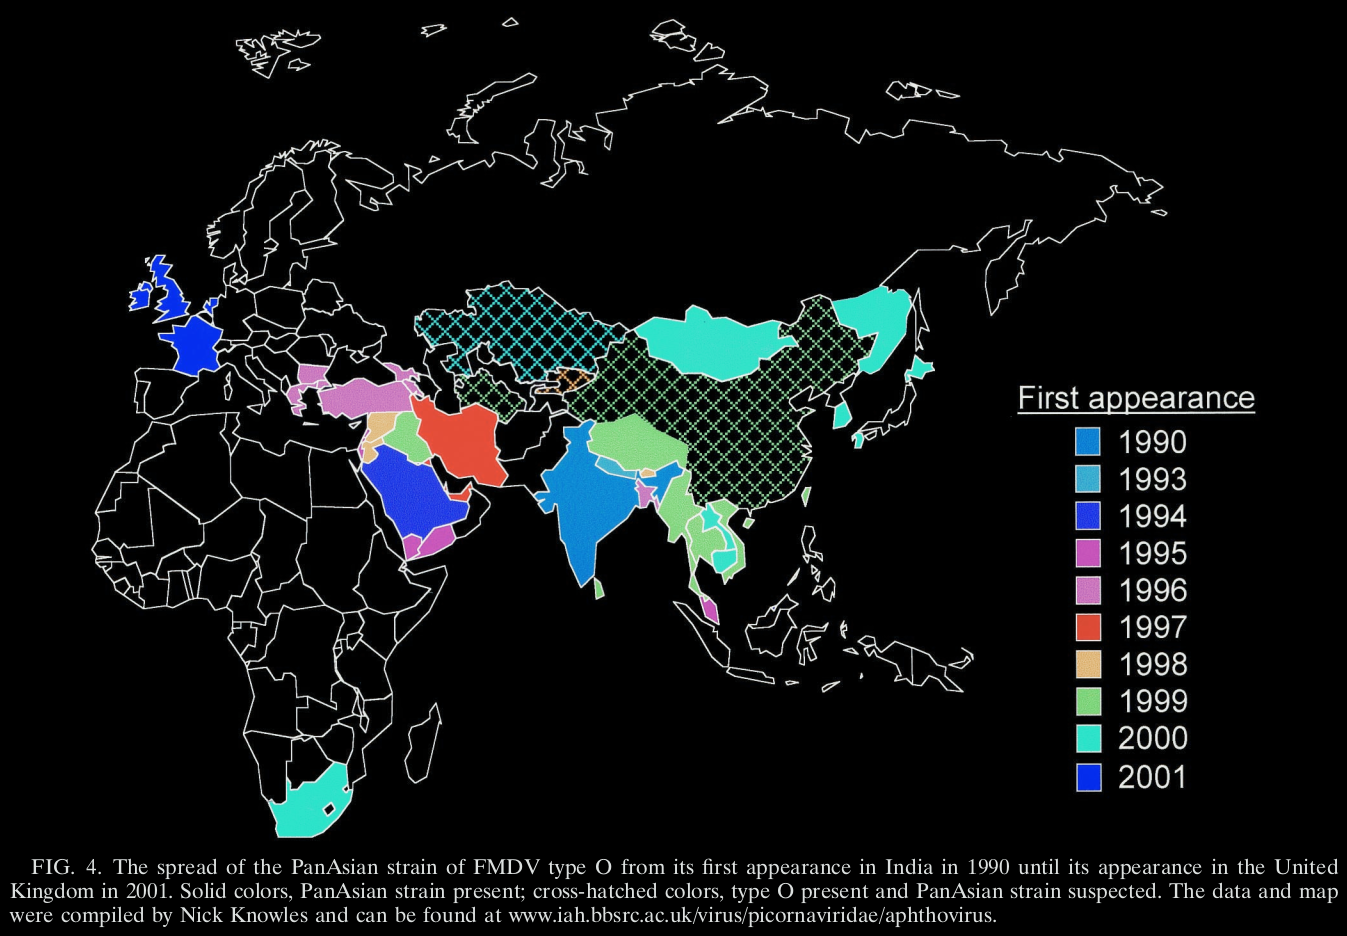 First appearance
1990
1993
1994
1995
1996
1997
1998
1999
2000
2001
FIG. 4. The spread of the PanAsian strain of FMDV type O from its first appearance in India in 1990 until its appearance in the United
Kingdom in 2001. Solid colors, PanAsian strain present; cross-hatched colors, type O present and PanAsian strain suspected. The data and map
were compiled by Nick Knowles and can be found at www.iah.bbsrc.ac.uk/virus/picornaviridae/aphthovirus.